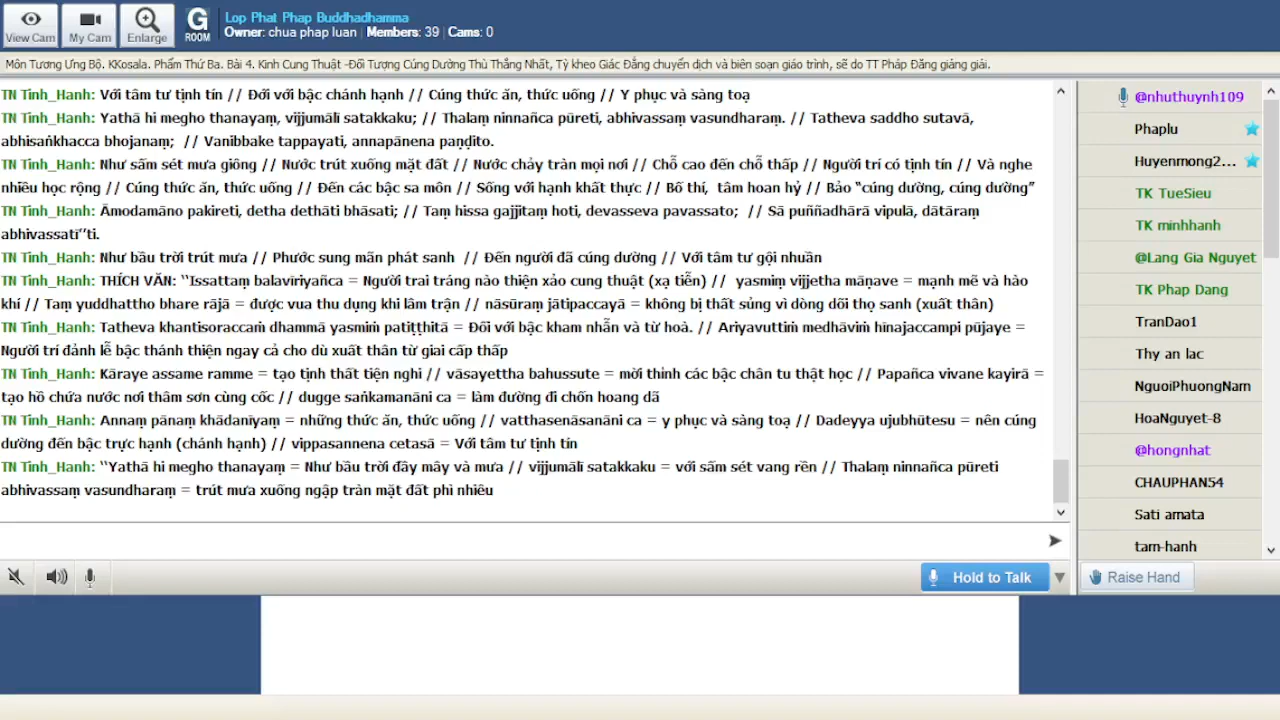 View Cam
My Cam
Enlarge
G ROOM
Lop Phat Phap Buddhadhamma
Owner: chua phap luan | Members: 39 | Cams: 0
Môn Tương Ưng Bộ. KKosala. Phẩm Thứ Ba. Bài 4. Kinh Cung Thuật -Đối Tượng Cúng Dường Thù Thắng Nhất, Tỳ kheo Giác Đẳng chuyển dịch và biên soạn giáo trình, sẽ do TT Pháp Đăng giảng giải.
TN Tinh_Hanh: Với tâm tư tịnh tín // Đới với bậc chánh hạnh // Cúng thức ăn, thức uống // Y phục và sàng toạ
TN Tinh_Hanh: Yathā hi megho thanayaṃ, vijjumāli satakkaku; // Thalaṃ ninnañca pūreti, abhivassaṃ vasundharaṃ. // Tatheva saddho sutavā,
abhisaṅkhacca bhojanaṃ;  // Vanibbake tappayati, annapānena paṇḍito.
TN Tinh_Hanh: Như sấm sét mưa giông // Nước trút xuống mặt đất // Nước chảy tràn mọi nơi // Chỗ cao đến chỗ thấp // Người trí có tịnh tín // Và nghe
nhiều học rộng // Cúng thức ăn, thức uống // Đến các bậc sa môn // Sống với hạnh khất thực // Bố thí,  tâm hoan hỷ // Bảo “cúng dường, cúng dường”
TN Tinh_Hanh: Āmodamāno pakireti, detha dethāti bhāsati; // Taṃ hissa gajjitaṃ hoti, devasseva pavassato;  // Sā puññadhārā vipulā, dātāraṃ
abhivassatī’’ti.
TN Tinh_Hanh: Như bầu trời trút mưa // Phước sung mãn phát sanh  // Đến người đã cúng dường // Với tâm tư gội nhuần
TN Tinh_Hanh: THÍCH VĂN: ‘‘Issattaṃ balavīriyañca = Người trai tráng nào thiện xảo cung thuật (xạ tiễn) //  yasmiṃ vijjetha māṇave = mạnh mẽ và hào
khí // Taṃ yuddhattho bhare rājā = được vua thu dụng khi lâm trận // nāsūraṃ jātipaccayā = không bị thất sủng vì dòng dõi thọ sanh (xuất thân)
TN Tinh_Hanh: Tatheva khantisoraccaṁ dhammā yasmiṁ patiṭṭhitā = Đối với bậc kham nhẫn và từ hoà. // Ariyavuttiṁ medhāviṁ hīnajaccampi pūjaye =
Người trí đảnh lễ bậc thánh thiện ngay cả cho dù xuất thân từ giai cấp thấp
TN Tinh_Hanh: Kāraye assame ramme = tạo tịnh thất tiện nghi // vāsayettha bahussute = mời thỉnh các bậc chân tu thật học // Papañca vivane kayirā =
tạo hồ chứa nước nơi thâm sơn cùng cốc // dugge saṅkamanāni ca = làm đường đi chốn hoang dã
TN Tinh_Hanh: Annaṃ pānaṃ khādanīyaṃ = những thức ăn, thức uống // vatthasenāsanāni ca = y phục và sàng toạ // Dadeyya ujubhūtesu = nên cúng
dường đến bậc trực hạnh (chánh hạnh) // vippasannena cetasā = Với tâm tư tịnh tín
TN Tinh_Hanh: ‘‘Yathā hi megho thanayaṃ = Như bầu trời đầy mây và mưa // vijjumāli satakkaku = với sấm sét vang rền // Thalaṃ ninnañca pūreti
abhivassaṃ vasundharaṃ = trút mưa xuống ngập tràn mặt đất phì nhiêu
@nhuthuynh109
Phaplu
Huyenmong2...
TK TueSieu
TK minhhanh
@Lang Gia Nguyet
TK Phap Dang
TranDao1
Thy an lac
NguoiPhuongNam
HoaNguyet-8
@hongnhat
CHAUPHAN54
Sati amata
tam-hanh
Hold to Talk
Raise Hand